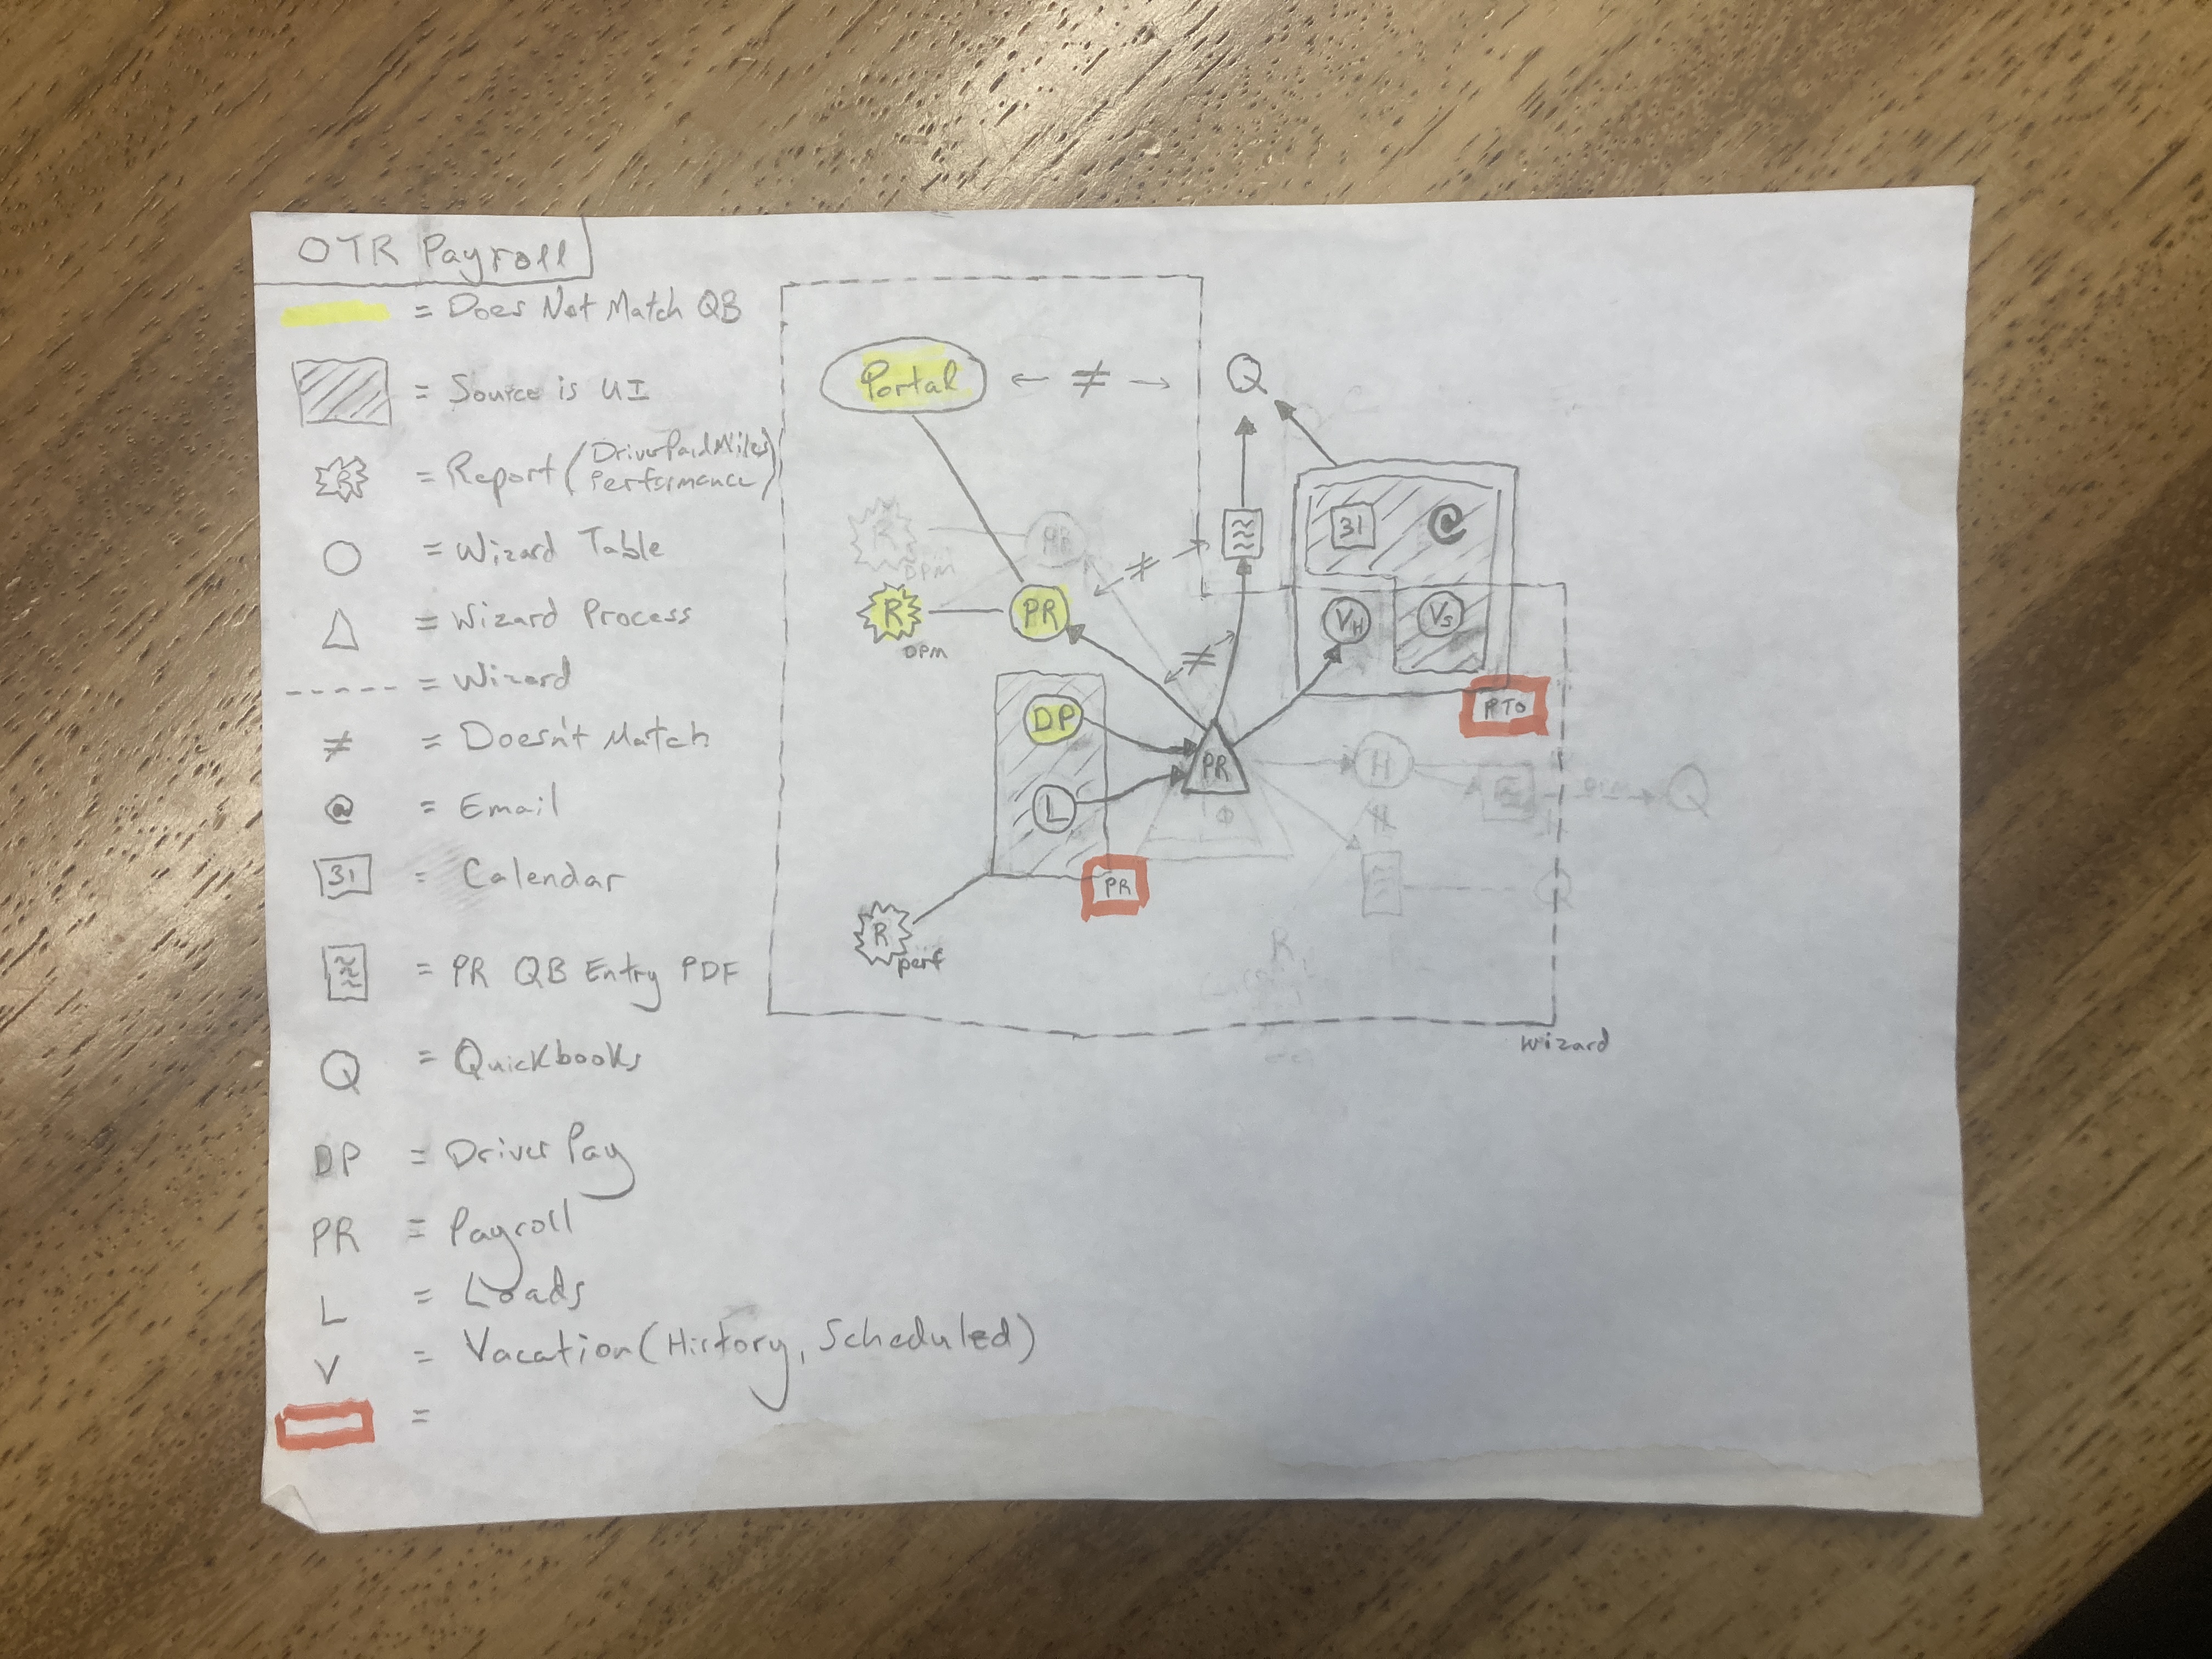 OTR Payroll
= Does Not Match QB
= Source is UI
R = Report (DriverPaidMiles, Performance)
= Wizard Table
= Wizard Process
= Wizard
≠ = Doesn't Match
@ = Email
31 = Calendar
= PR QB Entry PDF
Q = Quickbooks
DP = Driver Pay
PR = Payroll
L = Loads
V = Vacation (History, Scheduled)
=
Portal ← ≠ → Q
31 @
R
DPM
≠
R PR
DPM
VH VS
≠
DP
PTO
PR
H
Q
L
PR
R
perf
R
Wizard